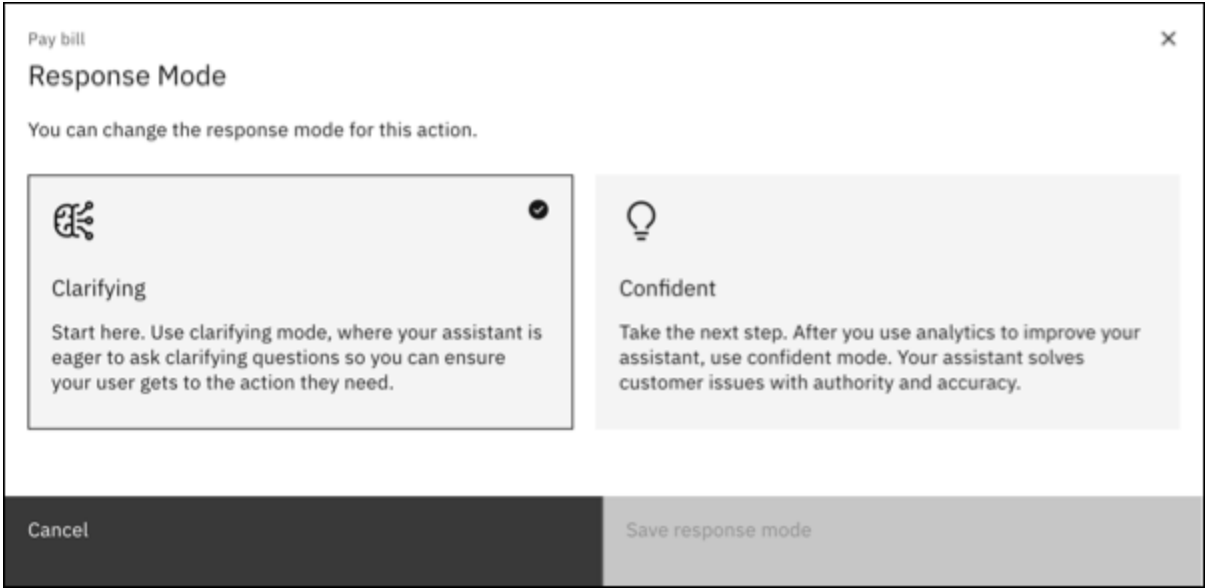 Pay bill
Response Mode
You can change the response mode for this action.
Clarifying
Start here. Use clarifying mode, where your assistant is
eager to ask clarifying questions so you can ensure
your user gets to the action they need.
Confident
Take the next step. After you use analytics to improve your
assistant, use confident mode. Your assistant solves
customer issues with authority and accuracy.
Cancel
Save response mode